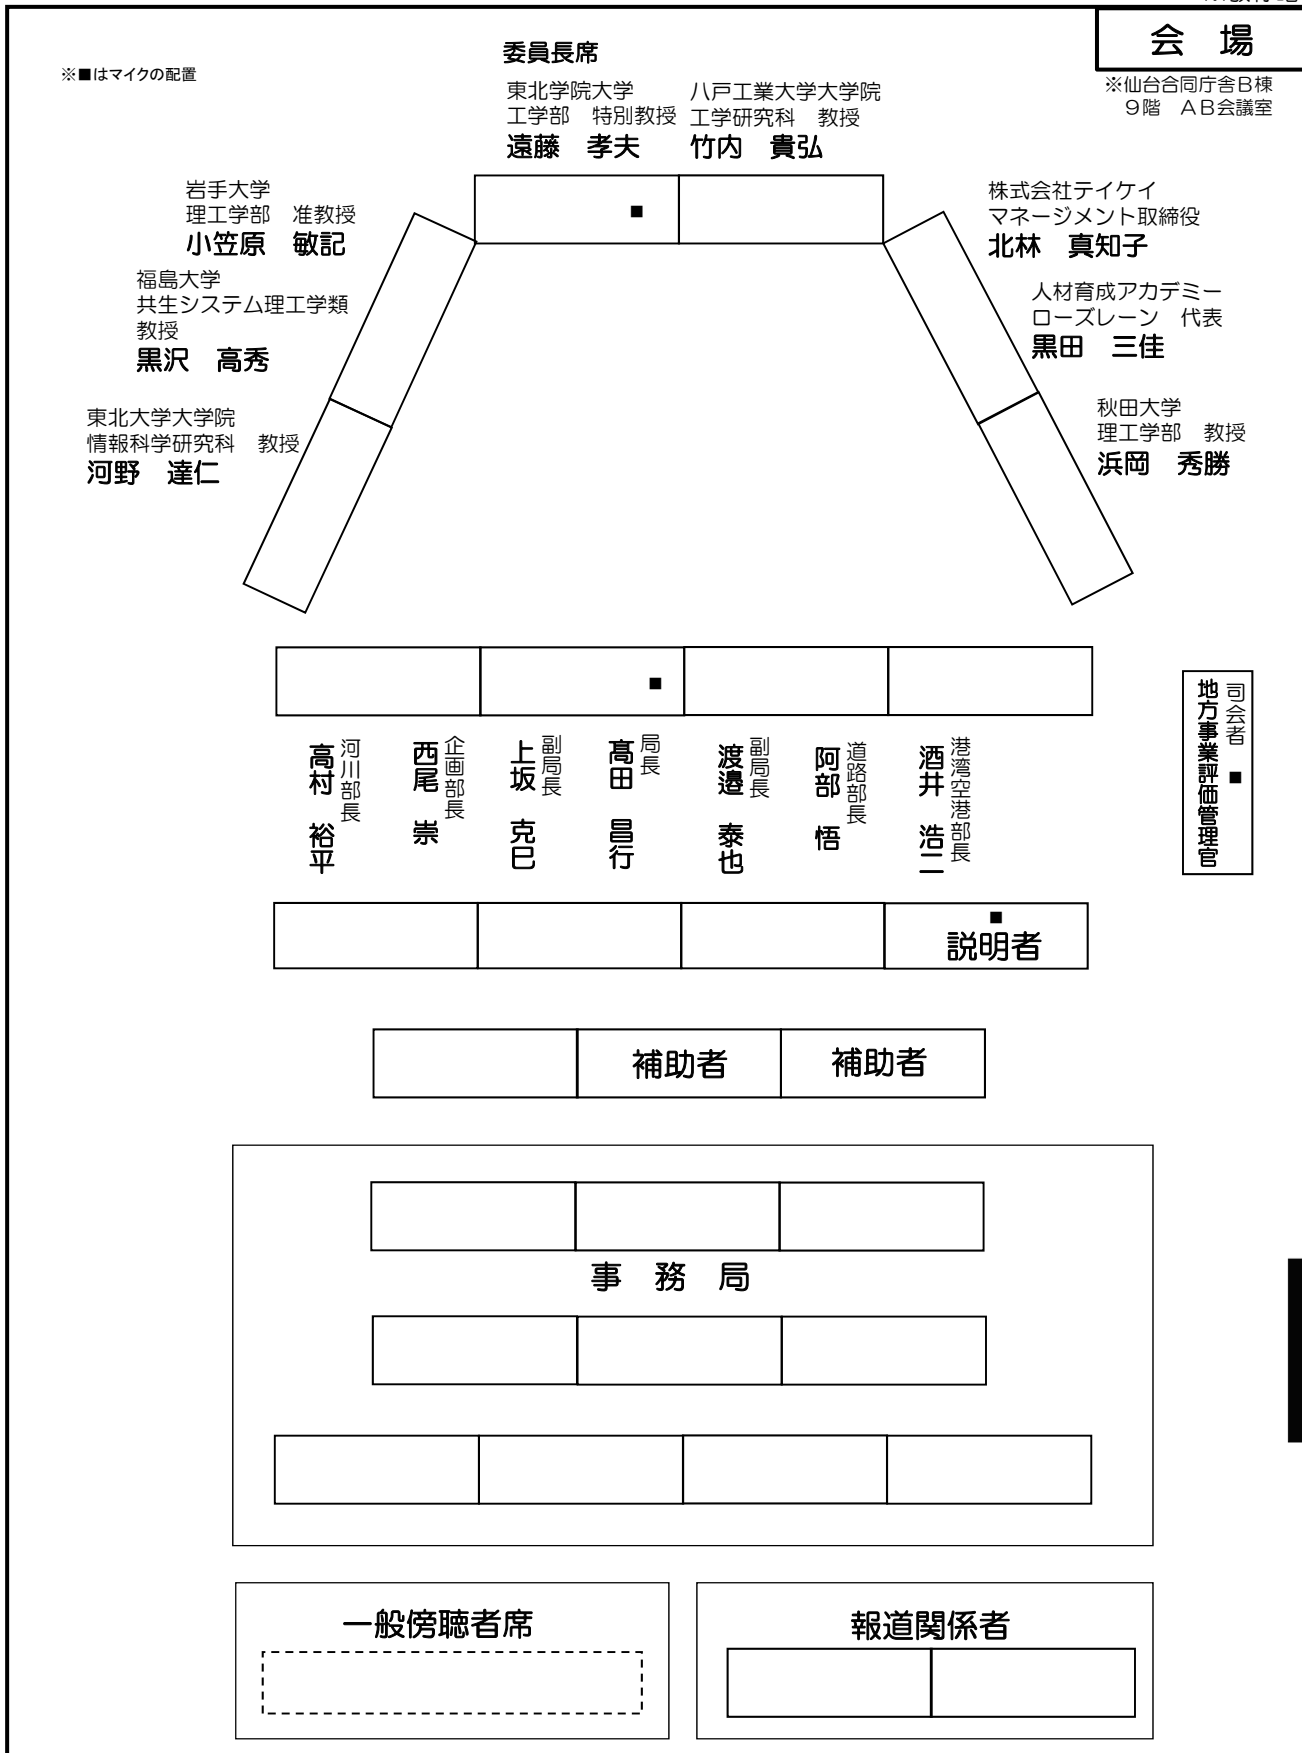 会　場
※仙台合同庁舎Ｂ棟
９階　ＡＢ会議室
※■はマイクの配置
委員長席
東北学院大学
工学部　特別教授
遠藤　孝夫
八戸工業大学大学院
工学研究科　教授
竹内　貴弘
岩手大学
理工学部　准教授
小笠原　敏記
福島大学
共生システム理工学類
教授
黒沢　高秀
東北大学大学院
情報科学研究科　教授
河野　達仁
株式会社テイケイ
マネージメント取締役
北林　真知子
人材育成アカデミー
ローズレーン　代表
黒田　三佳
秋田大学
理工学部　教授
浜岡　秀勝
河川部長
高村　裕平
企画部長
西尾　崇
副局長
上坂　克巳
局長
髙田　昌行
副局長
渡邉　泰也
道路部長
阿部　悟
港湾空港部長
酒井　浩二
司会者　■
地方事業評価管理官
説明者
補助者
補助者
事　務　局
一般傍聴者席
報道関係者